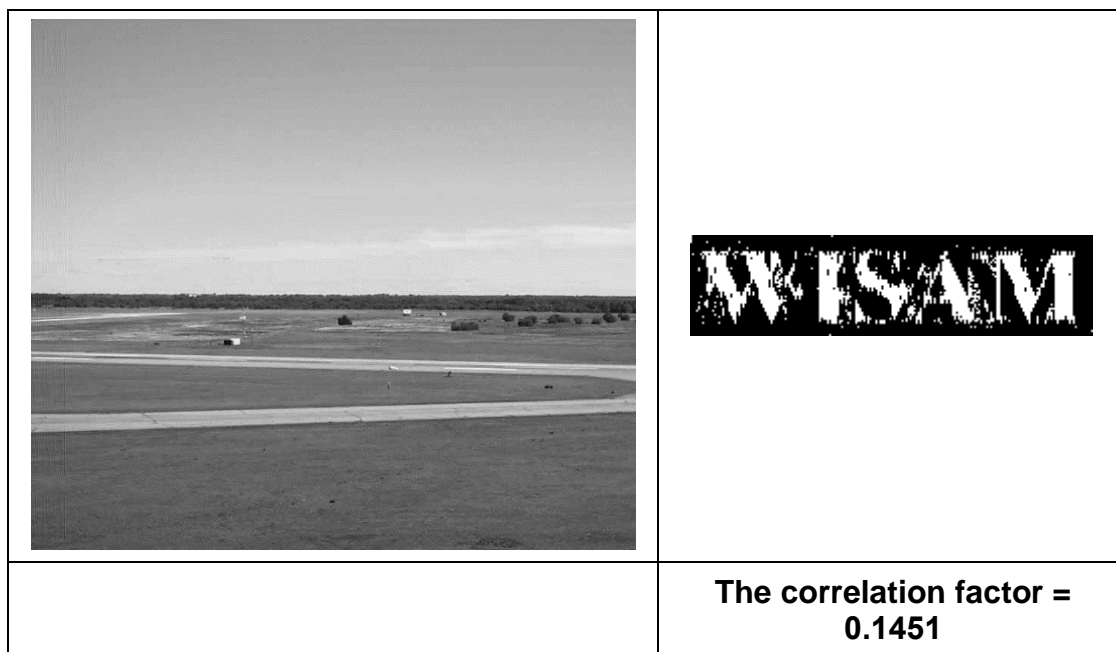 WISAM
The correlation factor =
0.1451